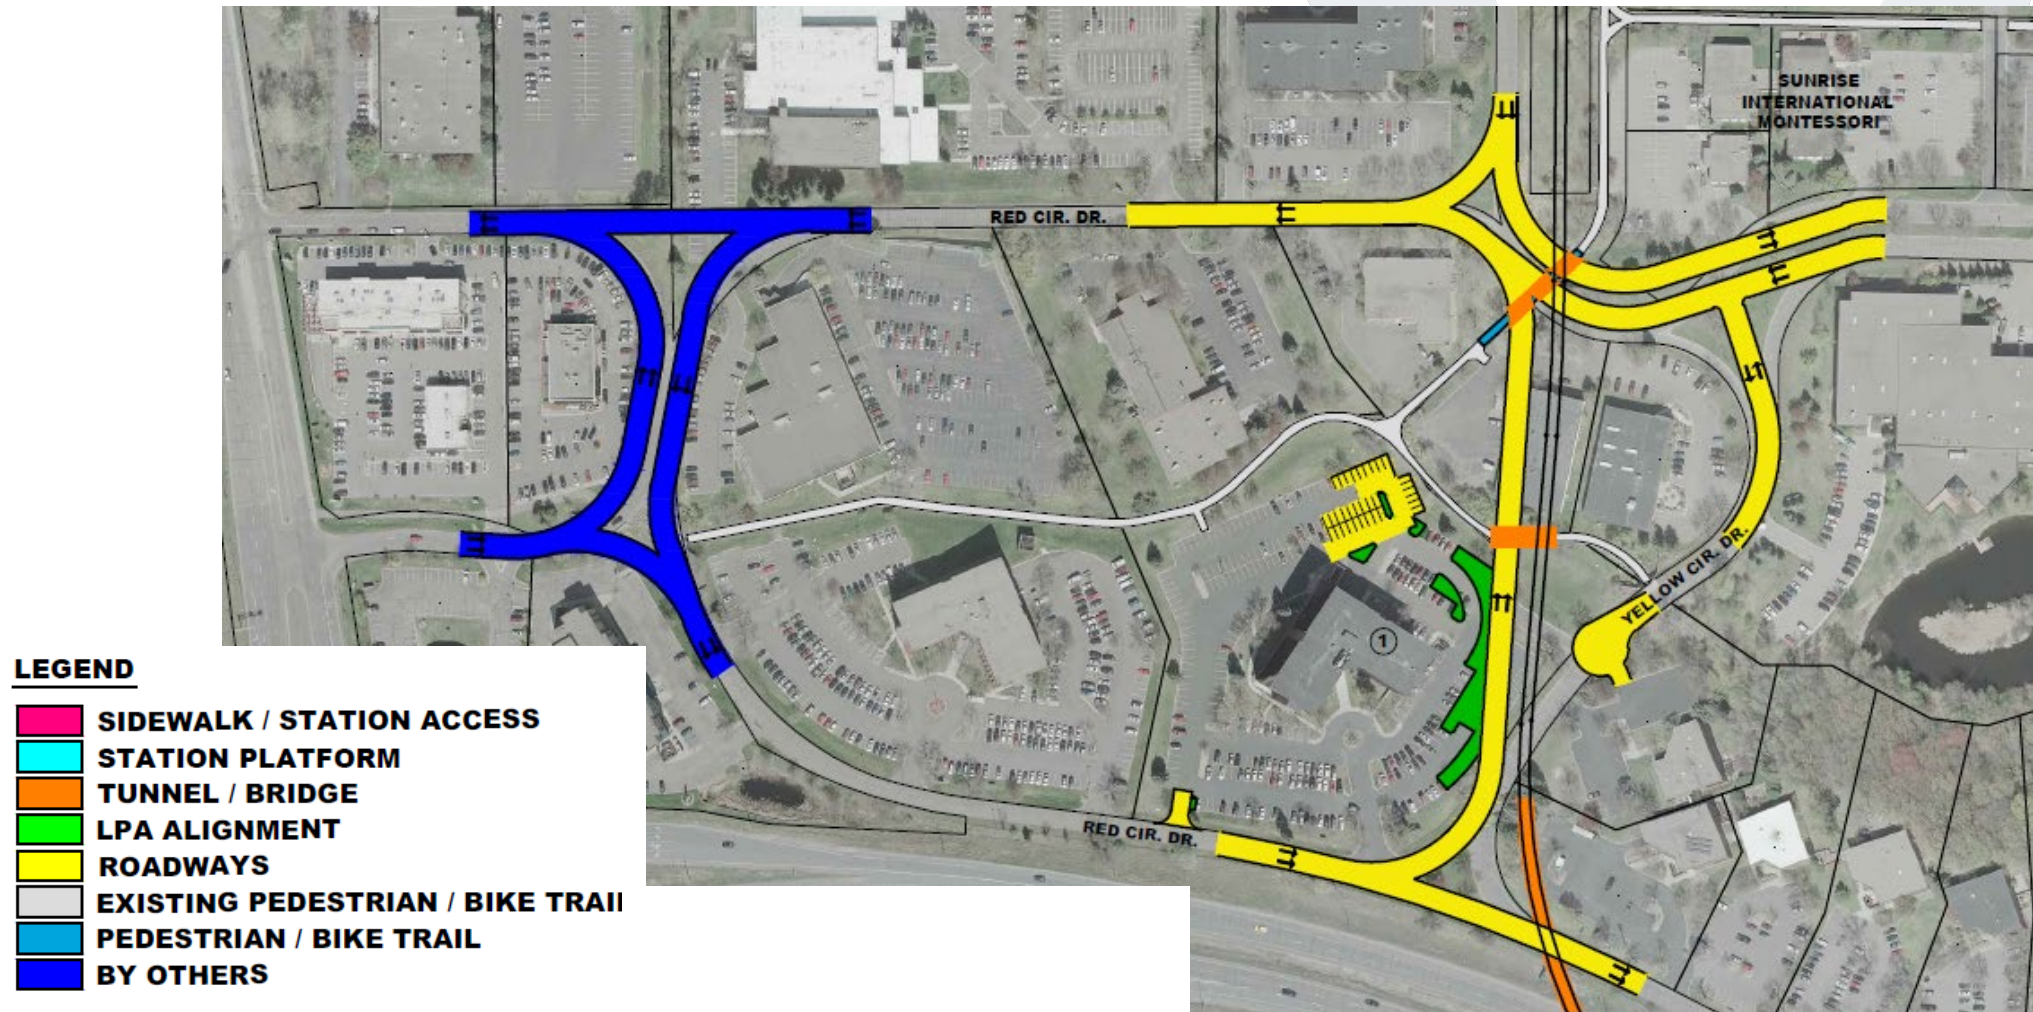 SUNRISE
INTERNATIONAL
MONTESSORI
RED CIR. DR.
YELLOW CIR. DR.
1
RED CIR. DR.
LEGEND
SIDEWALK / STATION ACCESS
STATION PLATFORM
TUNNEL / BRIDGE
LPA ALIGNMENT
ROADWAYS
EXISTING PEDESTRIAN / BIKE TRAIl
PEDESTRIAN / BIKE TRAIL
BY OTHERS